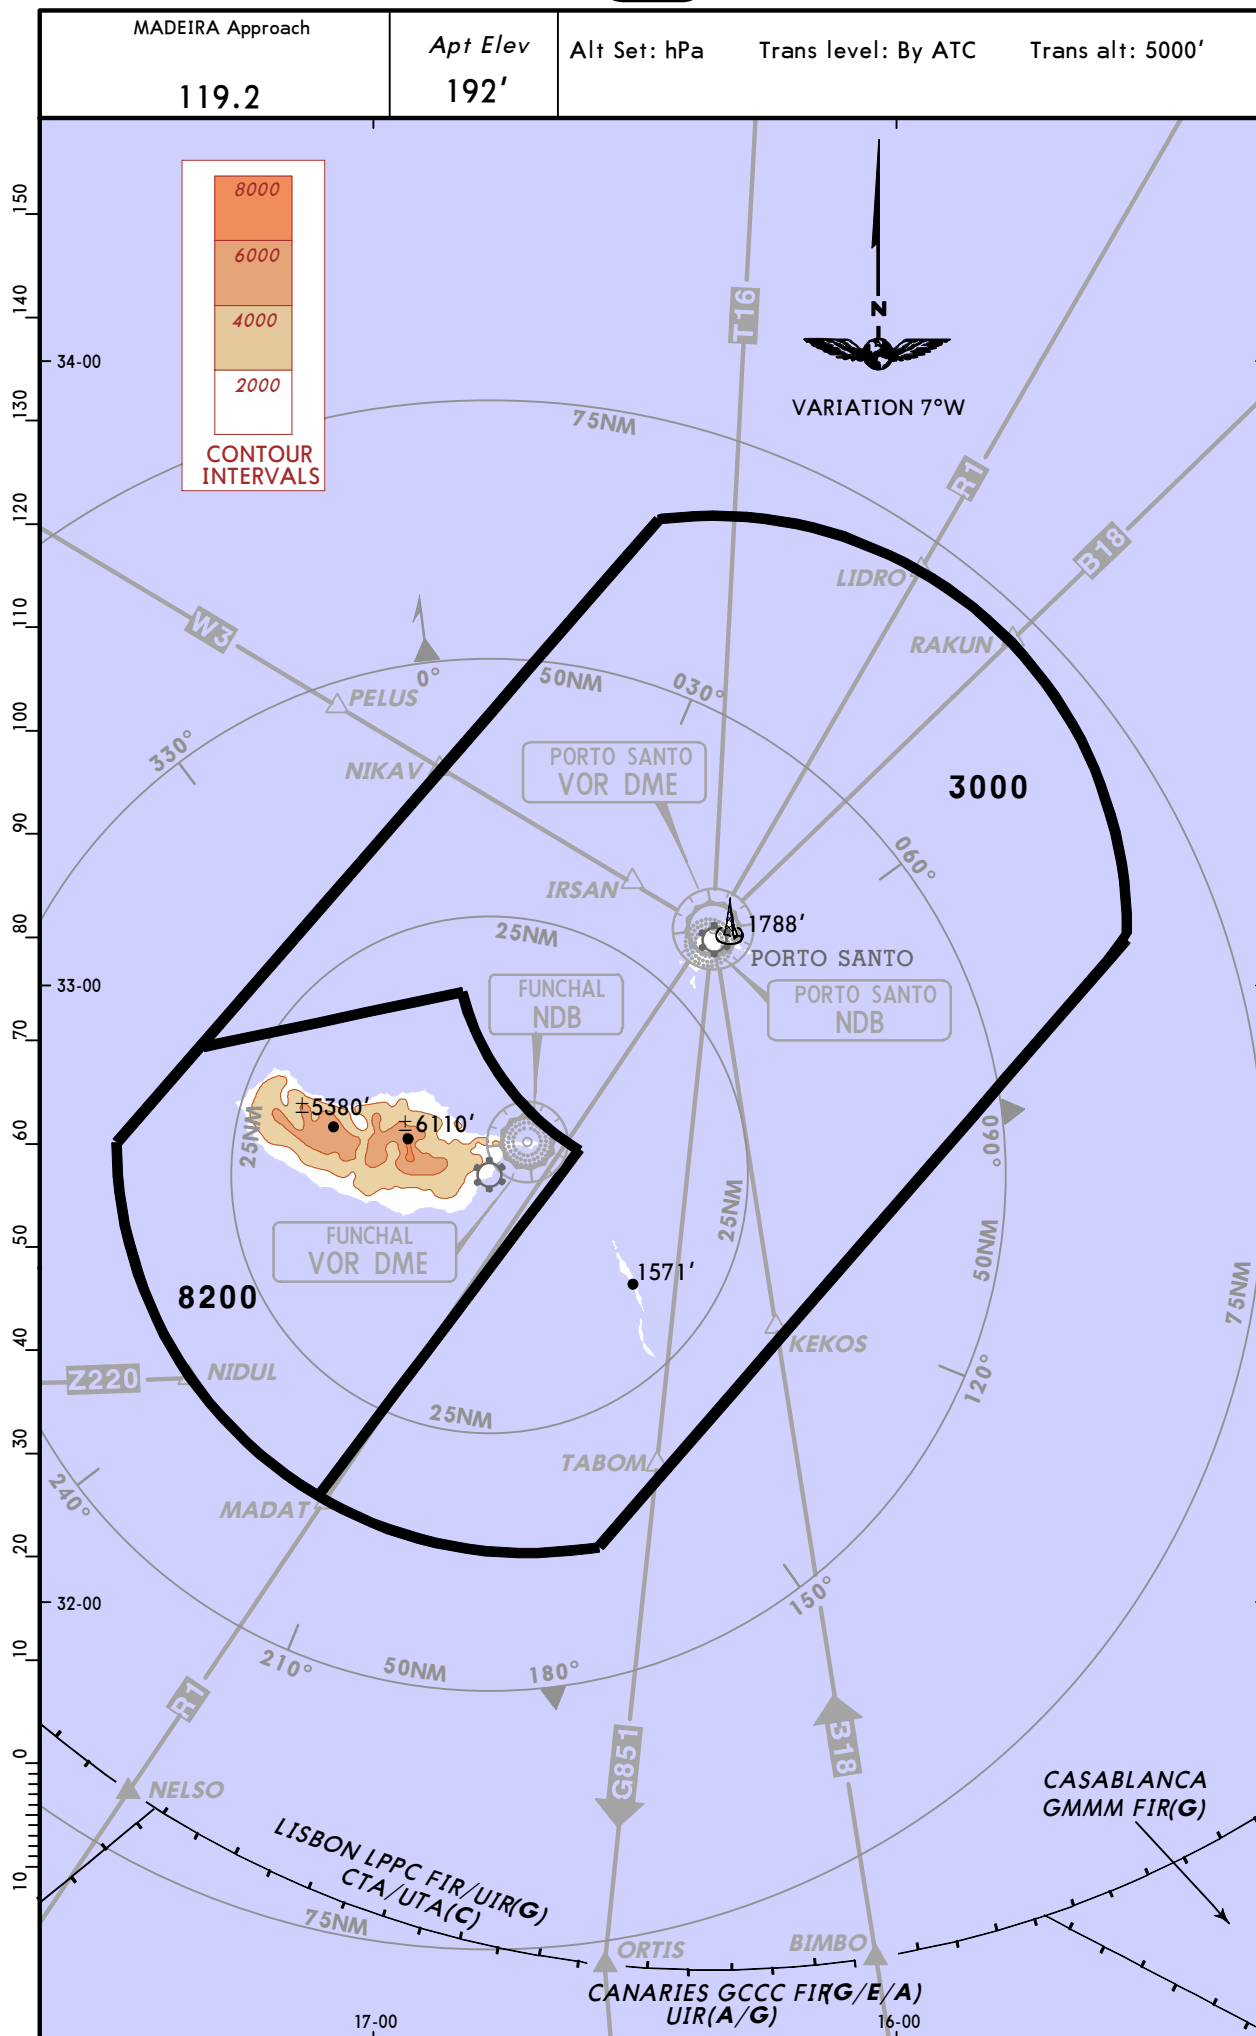 MADEIRA Approach
119.2
Apt Elev
192'
Alt Set: hPa
Trans level: By ATC
Trans alt: 5000'
8000
6000
4000
2000
CONTOUR
INTERVALS
N
VARIATION 7°W
150
140
130
120
110
100
90
80
70
60
50
40
30
20
10
0
10
34-00
33-00
32-00
17-00
16-00
75NM
T16
R1
B18
LIDRO
RAKUN
W3
PELUS
0°
50NM
030°
330°
NIKAV
PORTO SANTO
VOR DME
3000
060°
IRSAN
1788'
PORTO SANTO
25NM
FUNCHAL
NDB
PORTO SANTO
NDB
±5380'
±6110'
25NM
090°
25NM
50NM
75NM
FUNCHAL
VOR DME
1571'
8200
KEKOS
Z220
NIDUL
120°
25NM
TABOM
240°
MADAT
150°
210°
50NM
180°
R1
G851
B18
NELSO
CASABLANCA
GMMM FIR(G)
LISBON LPPC FIR/UIR(G)
CTA/UTA(C)
75NM
ORTIS
BIMBO
CANARIES GCCC FIR(G/E/A)
UIR(A/G)